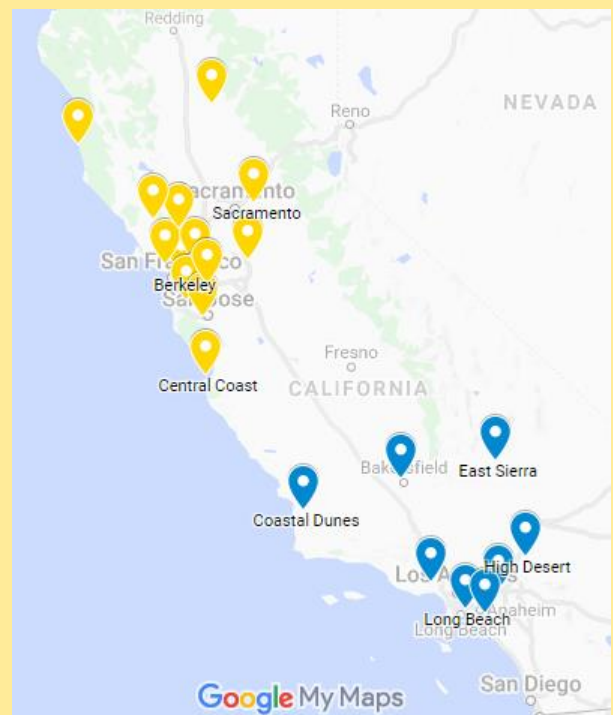 Redding
Reno
NEVADA
Sacramento
Sacramento
San Francisco
Berkeley
San Jose
Fresno
Central Coast
CALIFORNIA
Bakersfield
East Sierra
Coastal Dunes
Los Angeles
High Desert
Anaheim
Long Beach
Long Beach
San Diego
Google My Maps